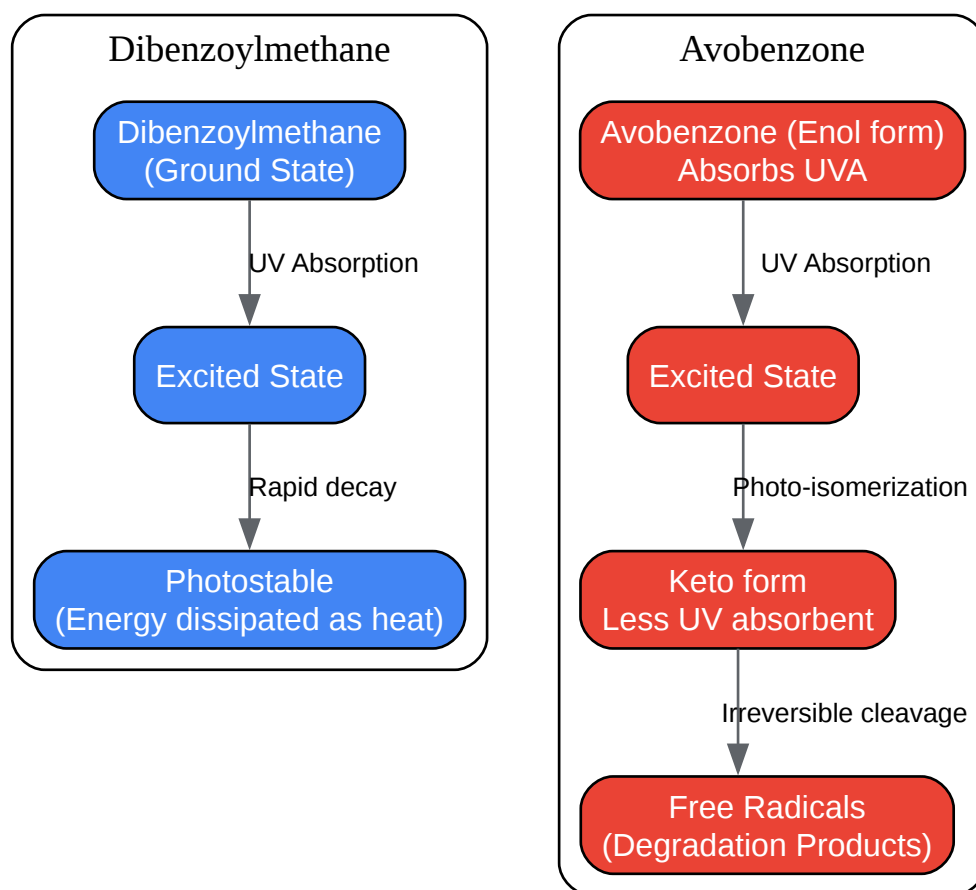 Dibenzoylmethane
Dibenzoylmethane
(Ground State)
UV Absorption
Excited State
Rapid decay
Photostable
(Energy dissipated as heat)
Avobenzone
Avobenzone (Enol form)
Absorbs UVA
UV Absorption
Excited State
Photo-isomerization
Keto form
Less UV absorbent
Irreversible cleavage
Free Radicals
(Degradation Products)